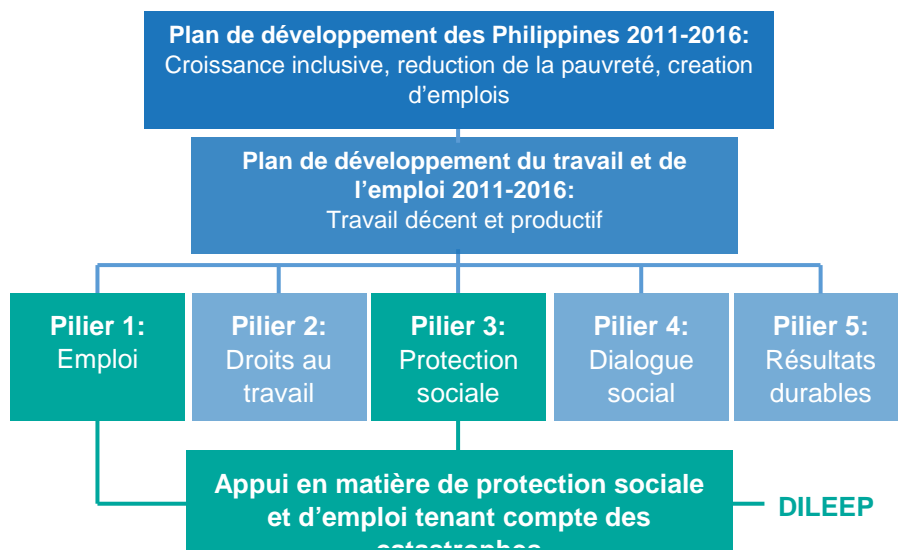 Plan de développement des Philippines 2011-2016:
Croissance inclusive, reduction de la pauvreté, creation
d’emplois
Plan de développement du travail et de
l’emploi 2011-2016:
Travail décent et productif
Pilier 1:
Emploi
Pilier 2:
Droits au
travail
Pilier 3:
Protection
sociale
Pilier 4:
Dialogue
social
Pilier 5:
Résultats
durables
Appui en matière de protection sociale
et d’emploi tenant compte des
catastrophes
DILEEP